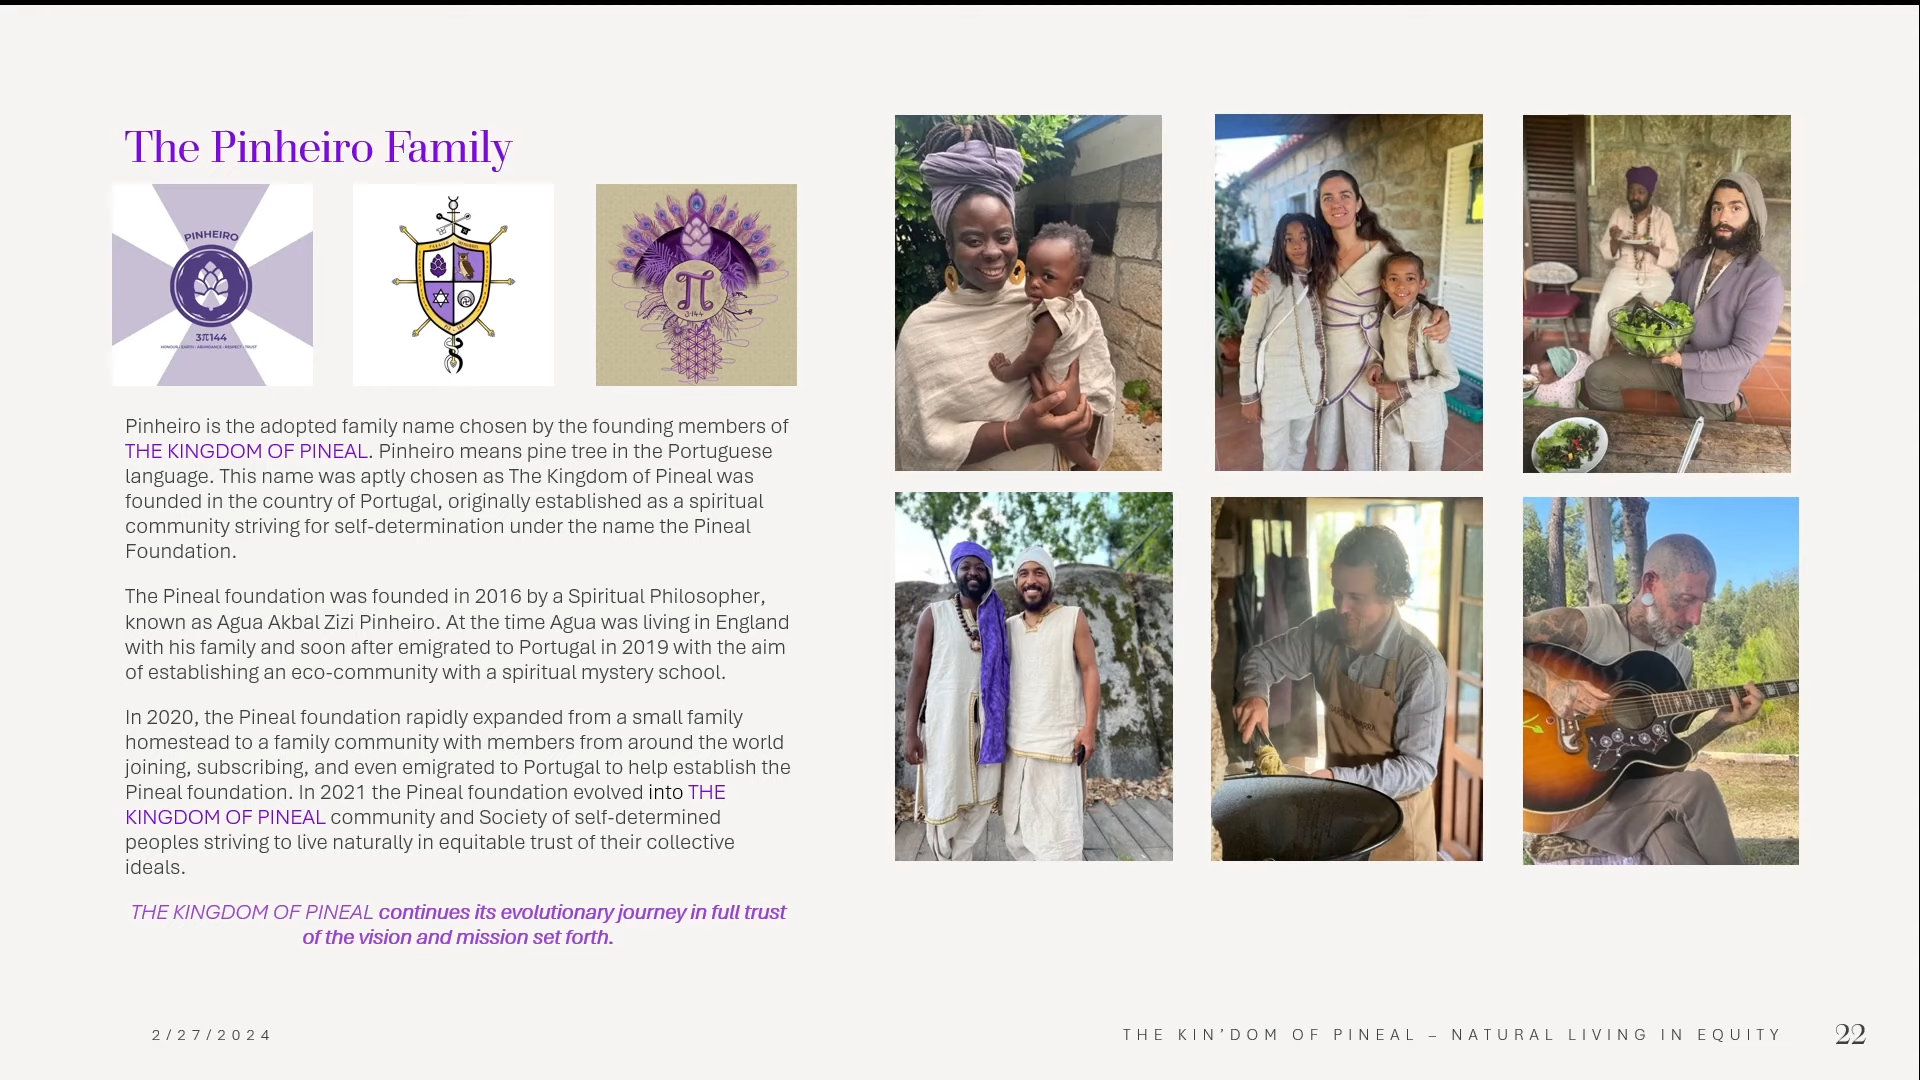 The Pinheiro Family
PINHEIRO
3π144
HONOUR • EARTH • ABUNDANCE • RESPECT • TRUST
π
3·144
Pinheiro is the adopted family name chosen by the founding members of
THE KINGDOM OF PINEAL. Pinheiro means pine tree in the Portuguese
language. This name was aptly chosen as The Kingdom of Pineal was
founded in the country of Portugal, originally established as a spiritual
community striving for self-determination under the name the Pineal
Foundation.
The Pineal foundation was founded in 2016 by a Spiritual Philosopher,
known as Agua Akbal Zizi Pinheiro. At the time Agua was living in England
with his family and soon after emigrated to Portugal in 2019 with the aim
of establishing an eco-community with a spiritual mystery school.
In 2020, the Pineal foundation rapidly expanded from a small family
homestead to a family community with members from around the world
joining, subscribing, and even emigrated to Portugal to help establish the
Pineal foundation. In 2021 the Pineal foundation evolved into THE
KINGDOM OF PINEAL community and Society of self-determined
peoples striving to live naturally in equitable trust of their collective
ideals.
THE KINGDOM OF PINEAL continues its evolutionary journey in full trust
of the vision and mission set forth.
2/27/2024
THE KIN’DOM OF PINEAL – NATURAL LIVING IN EQUITY
22